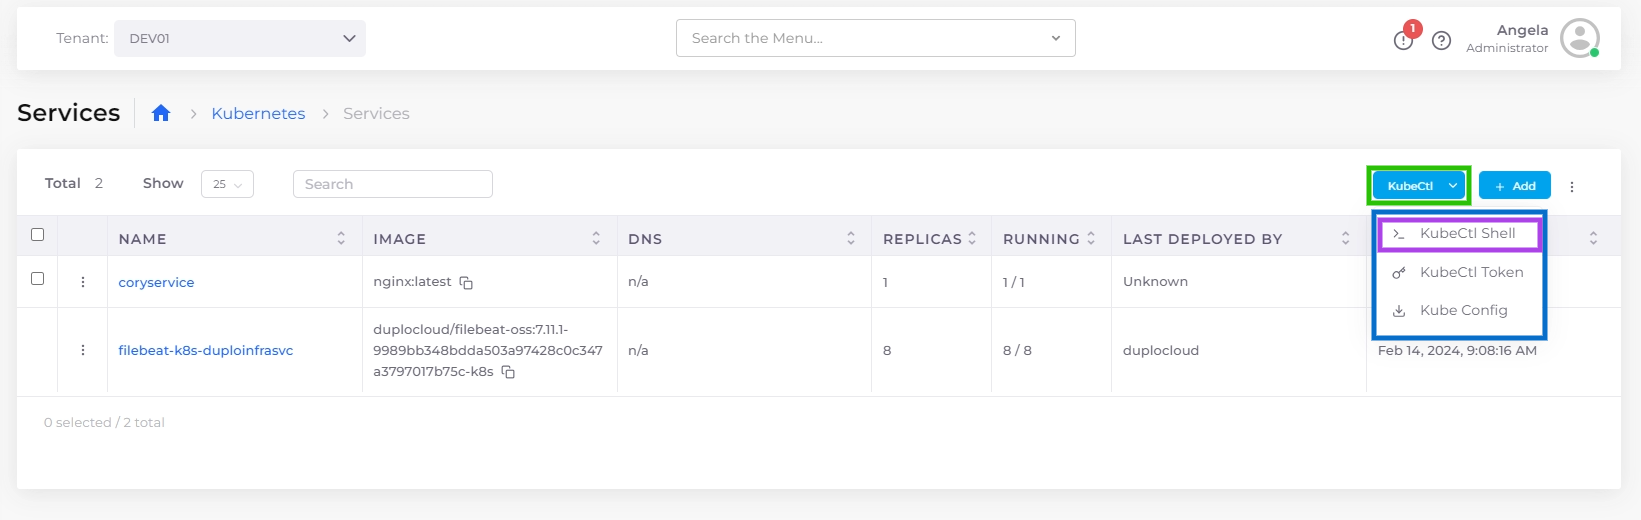 Tenant: DEV01
Search the Menu...
1
Angela
Administrator
Services
Kubernetes
Services
Total 2
Show 25
Search
KubeCtl
+ Add
KubeCtl Shell
KubeCtl Token
Kube Config
NAME IMAGE DNS REPLICAS RUNNING LAST DEPLOYED BY
coryservice nginx:latest n/a 1 1 / 1 Unknown
filebeat-k8s-duploinfrasvc
duplocloud/filebeat-oss:7.11.1-
9989bb348bdda503a97428c0c347
a3797017b75c-k8s
n/a 8 8 / 8 duplocloud Feb 14, 2024, 9:08:16 AM
0 selected / 2 total